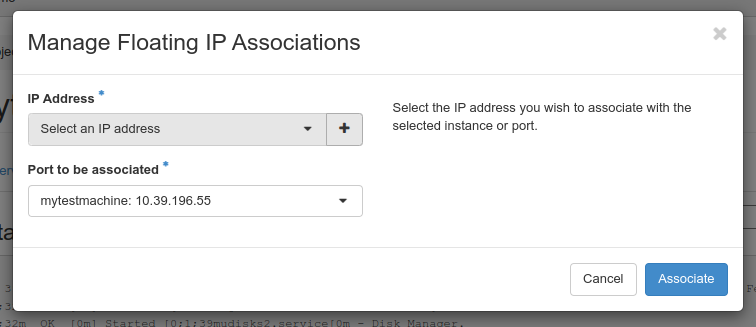 Manage Floating IP Associations
×
IP Address *
Select an IP address
+
Select the IP address you wish to associate with the
selected instance or port.
Port to be associated *
mytestmachine: 10.39.196.55
Cancel
Associate
32m OK [0m] Started [0;1;39mudisks2.service[0m - Disk Manager.